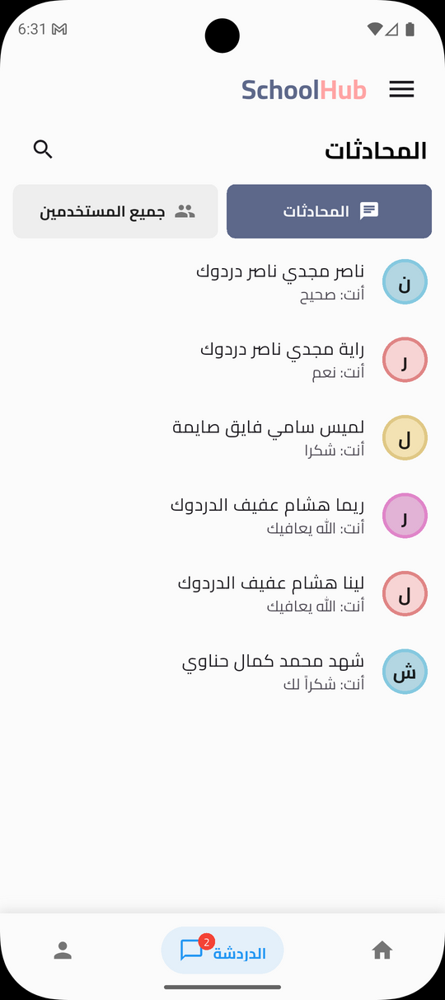 6:31
SchoolHub
المحادثات
المحادثات
جميع المستخدمين
ن
ناصر مجدي ناصر دردوك
أنت: صحيح
ر
راية مجدي ناصر دردوك
أنت: نعم
ل
لميس سامي فايق صايمة
أنت: شكرا
ر
ريما هشام عفيف الدردوك
أنت: الله يعافيك
ل
لينا هشام عفيف الدردوك
أنت: الله يعافيك
ش
شهد محمد كمال حناوي
أنت: شكراً لك
الدردشة
2